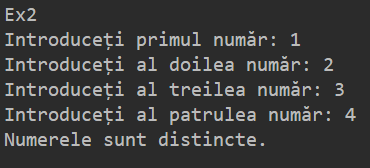 Ex2
Introduceți primul număr: 1
Introduceți al doilea număr: 2
Introduceți al treilea număr: 3
Introduceți al patrulea număr: 4
Numerele sunt distincte.